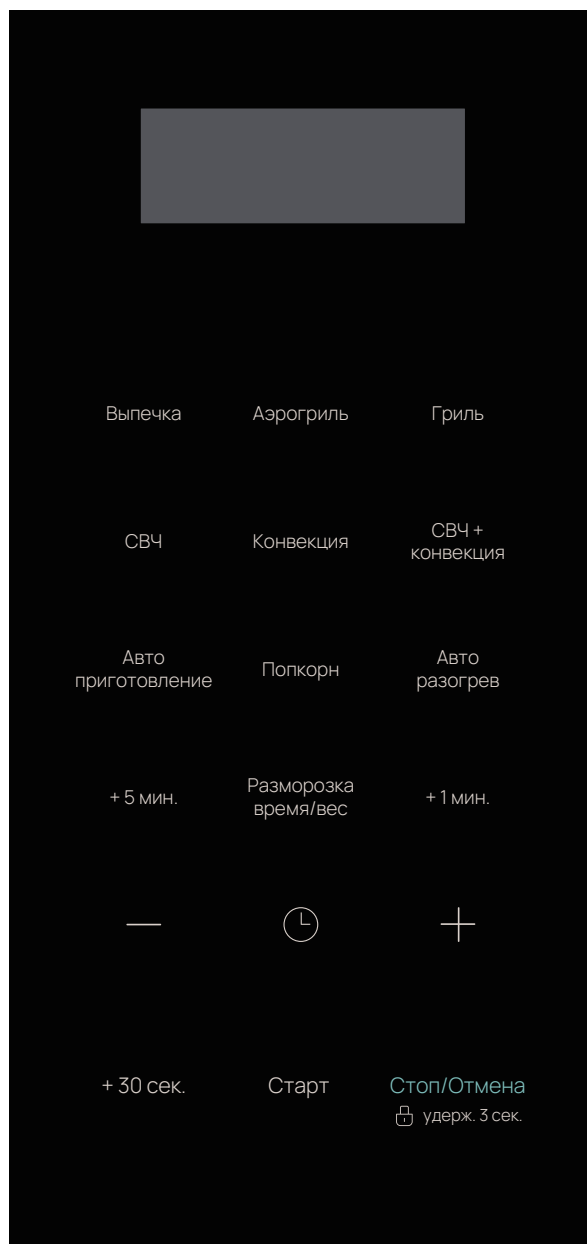 Выпечка
Аэрогриль
Гриль
СВЧ
Конвекция
СВЧ +
конвекция
Авто
приготовление
Попкорн
Авто
разогрев
+ 5 мин.
Разморозка
время/вес
+ 1 мин.
+ 30 сек.
Старт
Стоп/Отмена
удерж. 3 сек.